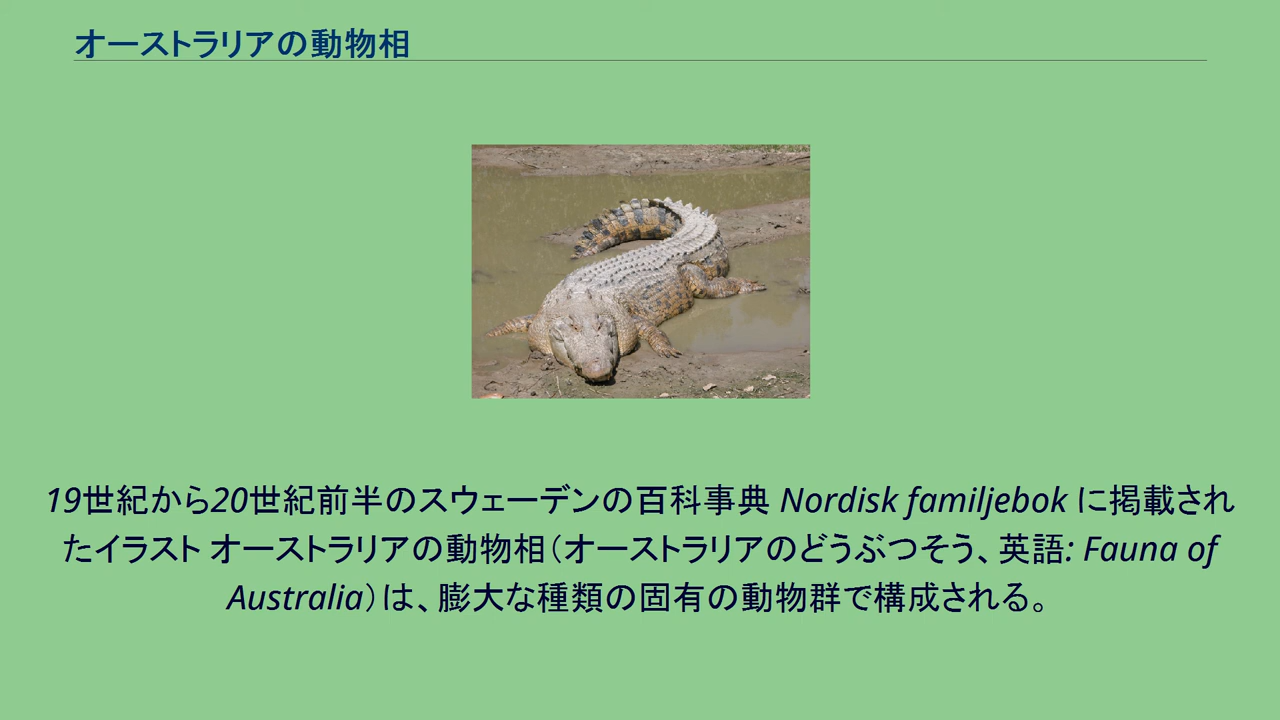 オーストラリアの動物相
19世紀から20世紀前半のスウェーデンの百科事典 Nordisk familjebok に掲載され
たイラスト オーストラリアの動物相（オーストラリアのどうぶつそう、英語: Fauna of
Australia）は、膨大な種類の固有の動物群で構成される。